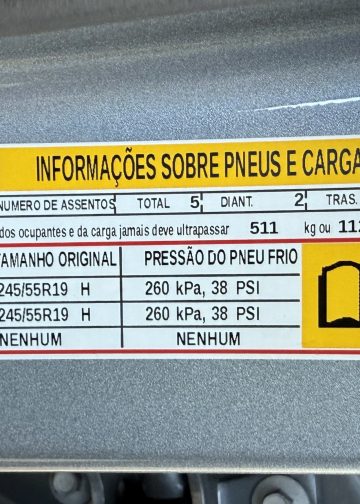 INFORMAÇÕES SOBRE PNEUS E CARGA
NUMERO DE ASSENTOS TOTAL 5 DIANT. 2 TRAS.
dos ocupantes e da carga jamais deve ultrapassar 511 kg ou
TAMANHO ORIGINAL PRESSÃO DO PNEU FRIO
245/55R19 H 260 kPa, 38 PSI
245/55R19 H 260 kPa, 38 PSI
NENHUM NENHUM